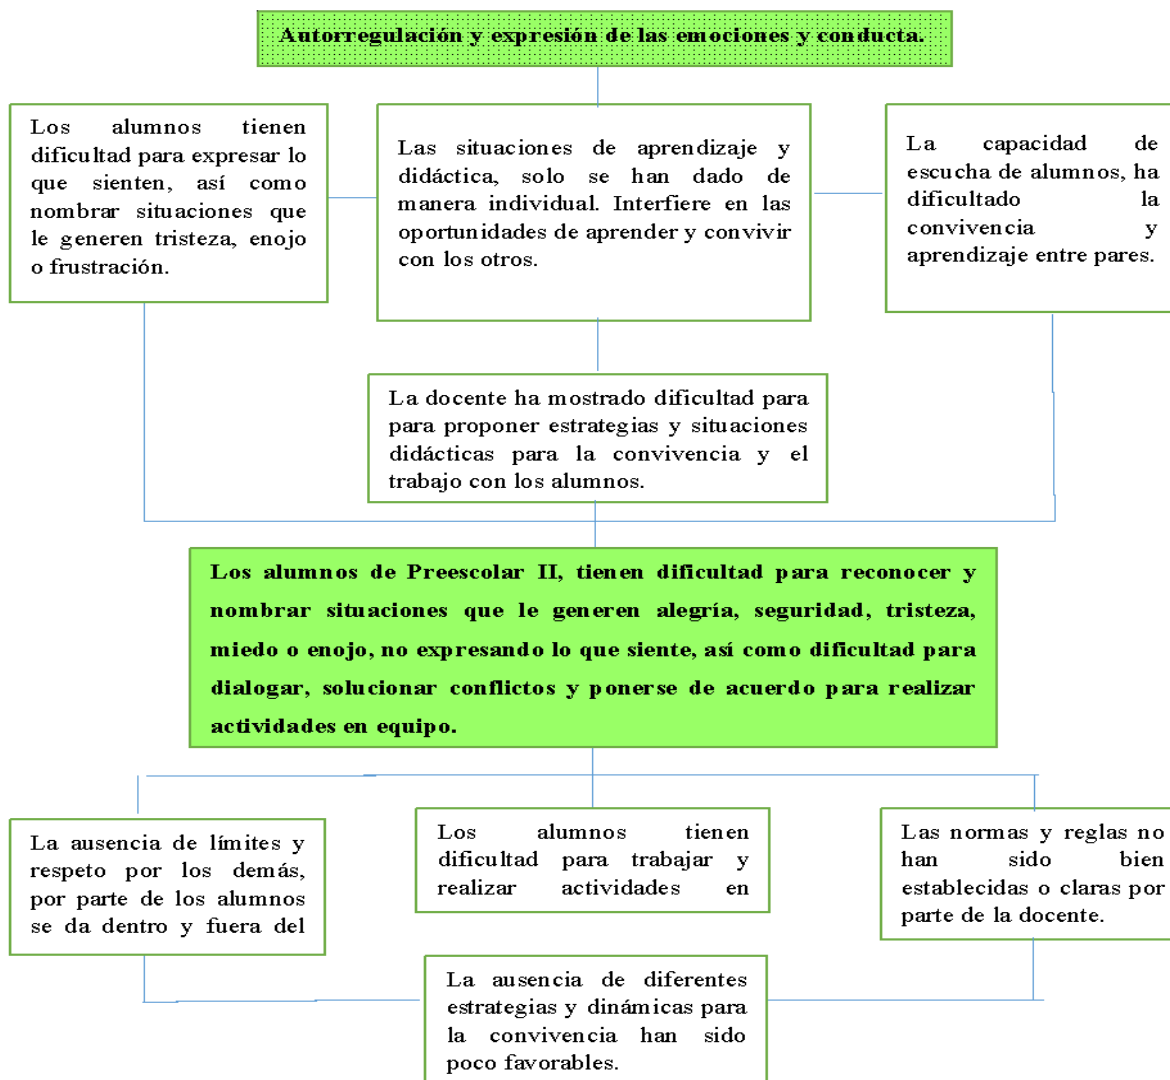 Autorregulación y expresión de las emociones y conducta.
Los alumnos tienen
dificultad para expresar lo
que sienten, así como
nombrar situaciones que
le generen tristeza, enojo
o frustración.
Las situaciones de aprendizaje y
didáctica, solo se han dado de
manera individual. Interfiere en las
oportunidades de aprender y convivir
con los otros.
La capacidad de
escucha de alumnos, ha
dificultado la
convivencia y
aprendizaje entre pares.
La docente ha mostrado dificultad para
para proponer estrategias y situaciones
didácticas para la convivencia y el
trabajo con los alumnos.
Los alumnos de Preescolar II, tienen dificultad para reconocer y
nombrar situaciones que le generen alegría, seguridad, tristeza,
miedo o enojo, no expresando lo que siente, así como dificultad para
dialogar, solucionar conflictos y ponerse de acuerdo para realizar
actividades en equipo.
La ausencia de límites y
respeto por los demás,
por parte de los alumnos
se da dentro y fuera del
Los alumnos tienen
dificultad para trabajar y
realizar actividades en
Las normas y reglas no
han sido bien
establecidas o claras por
parte de la docente.
La ausencia de diferentes
estrategias y dinámicas para
la convivencia han sido
poco favorables.